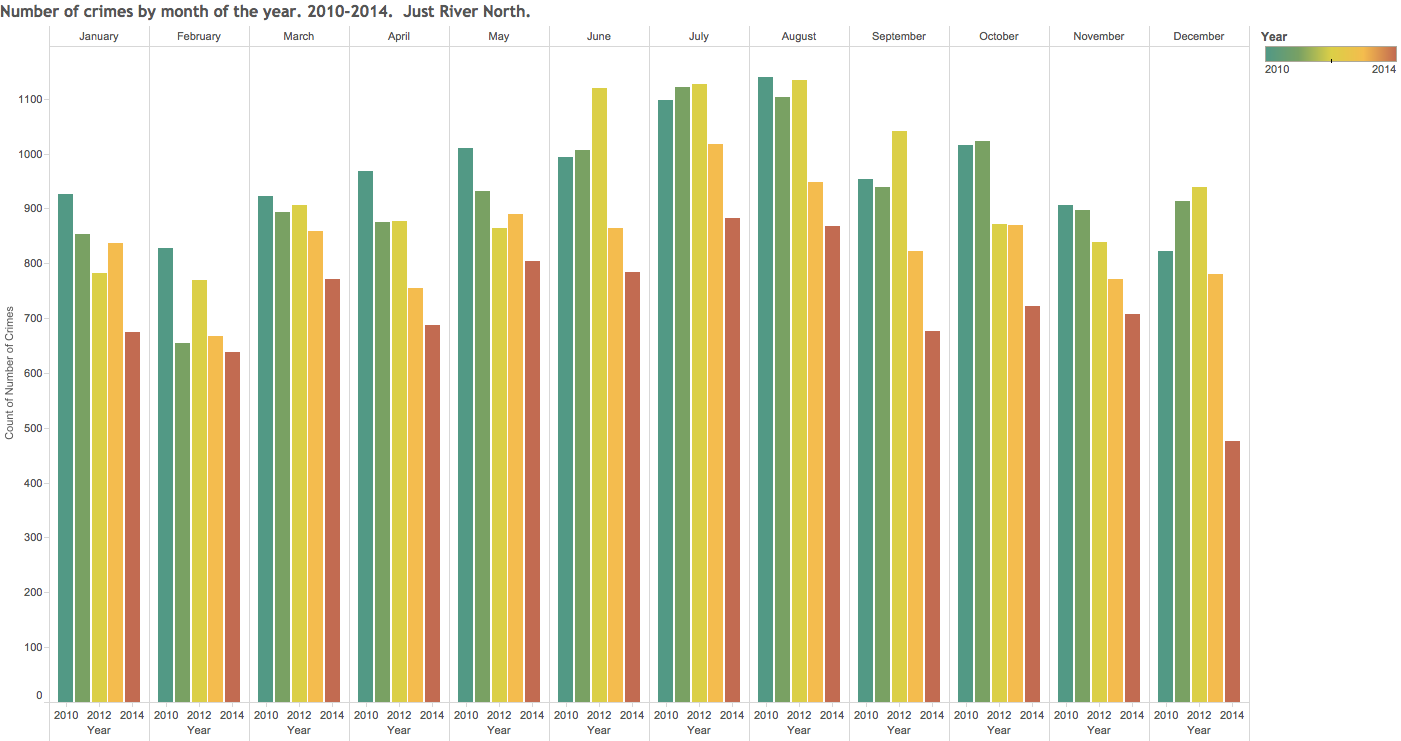 Number of crimes by month of the year. 2010-2014.  Just River North.
January February March April May June July August September October November December
Year
2010 2014
Count of Number of Crimes
1100
1000
900
800
700
600
500
400
300
200
100
0
2010 2012 2014 2010 2012 2014 2010 2012 2014 2010 2012 2014 2010 2012 2014 2010 2012 2014 2010 2012 2014 2010 2012 2014 2010 2012 2014 2010 2012 2014 2010 2012 2014 2010 2012 2014
Year Year Year Year Year Year Year Year Year Year Year Year